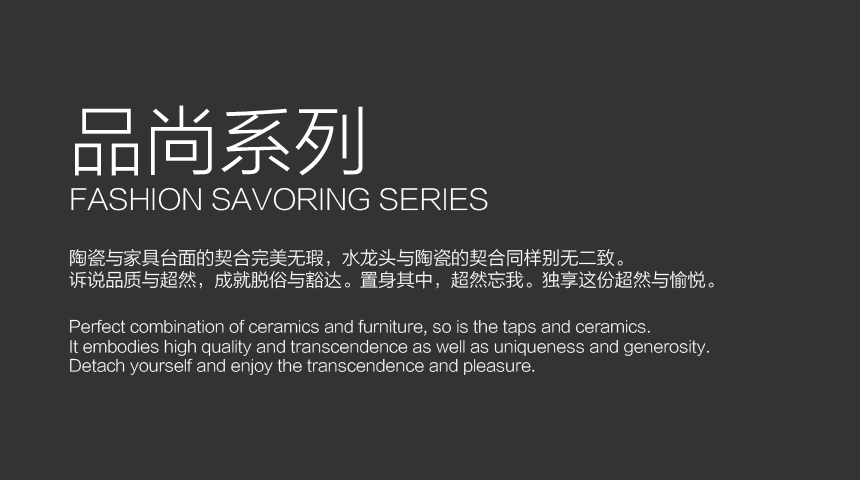 品尚系列
FASHION SAVORING SERIES
陶瓷与家具台面的契合完美无瑕，水龙头与陶瓷的契合同样别无二致。
诉说品质与超然，成就脱俗与豁达。置身其中，超然忘我。独享这份超然与愉悦。
Perfect combination of ceramics and furniture, so is the taps and ceramics.
It embodies high quality and transcendence as well as uniqueness and generosity.
Detach yourself and enjoy the transcendence and pleasure.